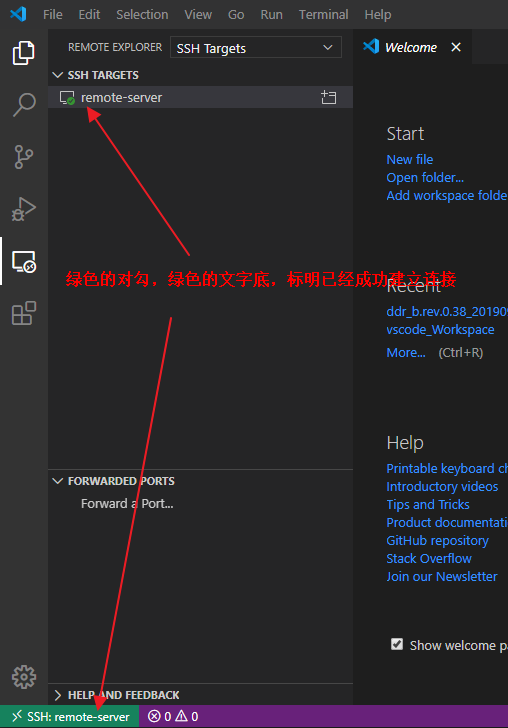 File Edit Selection View Go Run Terminal Help
REMOTE EXPLORER SSH Targets
Welcome
SSH TARGETS
remote-server
Start
New file
Open folder...
Add workspace folde
绿色的对勾，绿色的文字底，标明已经成功建立连接
Recent
ddr_b.rev.0.38_20190
vscode_Workspace
More... (Ctrl+R)
Help
Printable keyboard ch
Introductory videos
Tips and Tricks
Product documentati
GitHub repository
Stack Overflow
Join our Newsletter
FORWARDED PORTS
Forward a Port...
Show welcome pa
HELP AND FEEDBACK
SSH: remote-server 0 0